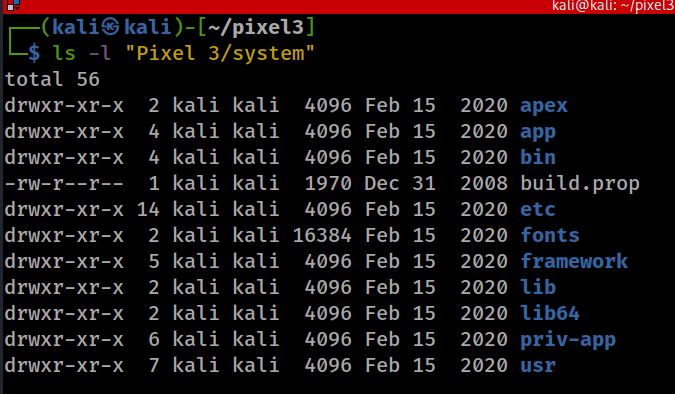 kali@kali: ~/pixel3
┌──(kali㉿kali)-[~/pixel3]
└─$ ls -l "Pixel 3/system"
total 56
drwxr-xr-x  2 kali kali  4096 Feb 15  2020 apex
drwxr-xr-x  4 kali kali  4096 Feb 15  2020 app
drwxr-xr-x  4 kali kali  4096 Feb 15  2020 bin
-rw-r--r--  1 kali kali  1970 Dec 31  2008 build.prop
drwxr-xr-x 14 kali kali  4096 Feb 15  2020 etc
drwxr-xr-x  2 kali kali 16384 Feb 15  2020 fonts
drwxr-xr-x  5 kali kali  4096 Feb 15  2020 framework
drwxr-xr-x  2 kali kali  4096 Feb 15  2020 lib
drwxr-xr-x  2 kali kali  4096 Feb 15  2020 lib64
drwxr-xr-x  6 kali kali  4096 Feb 15  2020 priv-app
drwxr-xr-x  7 kali kali  4096 Feb 15  2020 usr